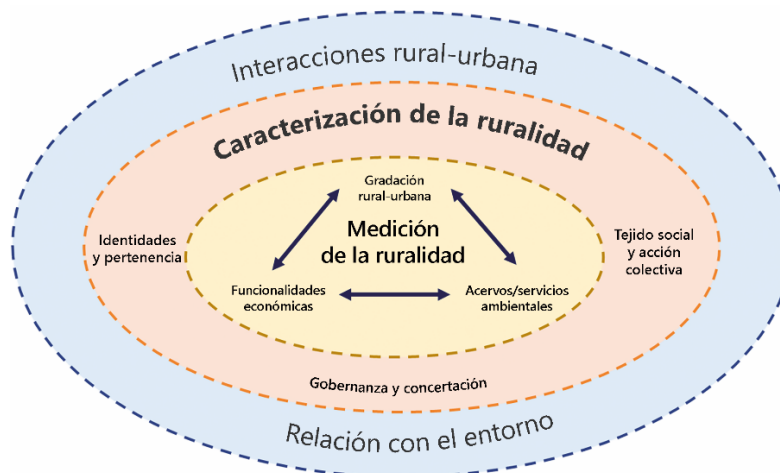 Interacciones rural-urbana
Caracterización de la ruralidad
Gradación
rural-urbana
Medición
de la ruralidad
Identidades
y pertenencia
Tejido social
y acción
colectiva
Funcionalidades
económicas
Acervos/servicios
ambientales
Gobernanza y concertación
Relación con el entorno